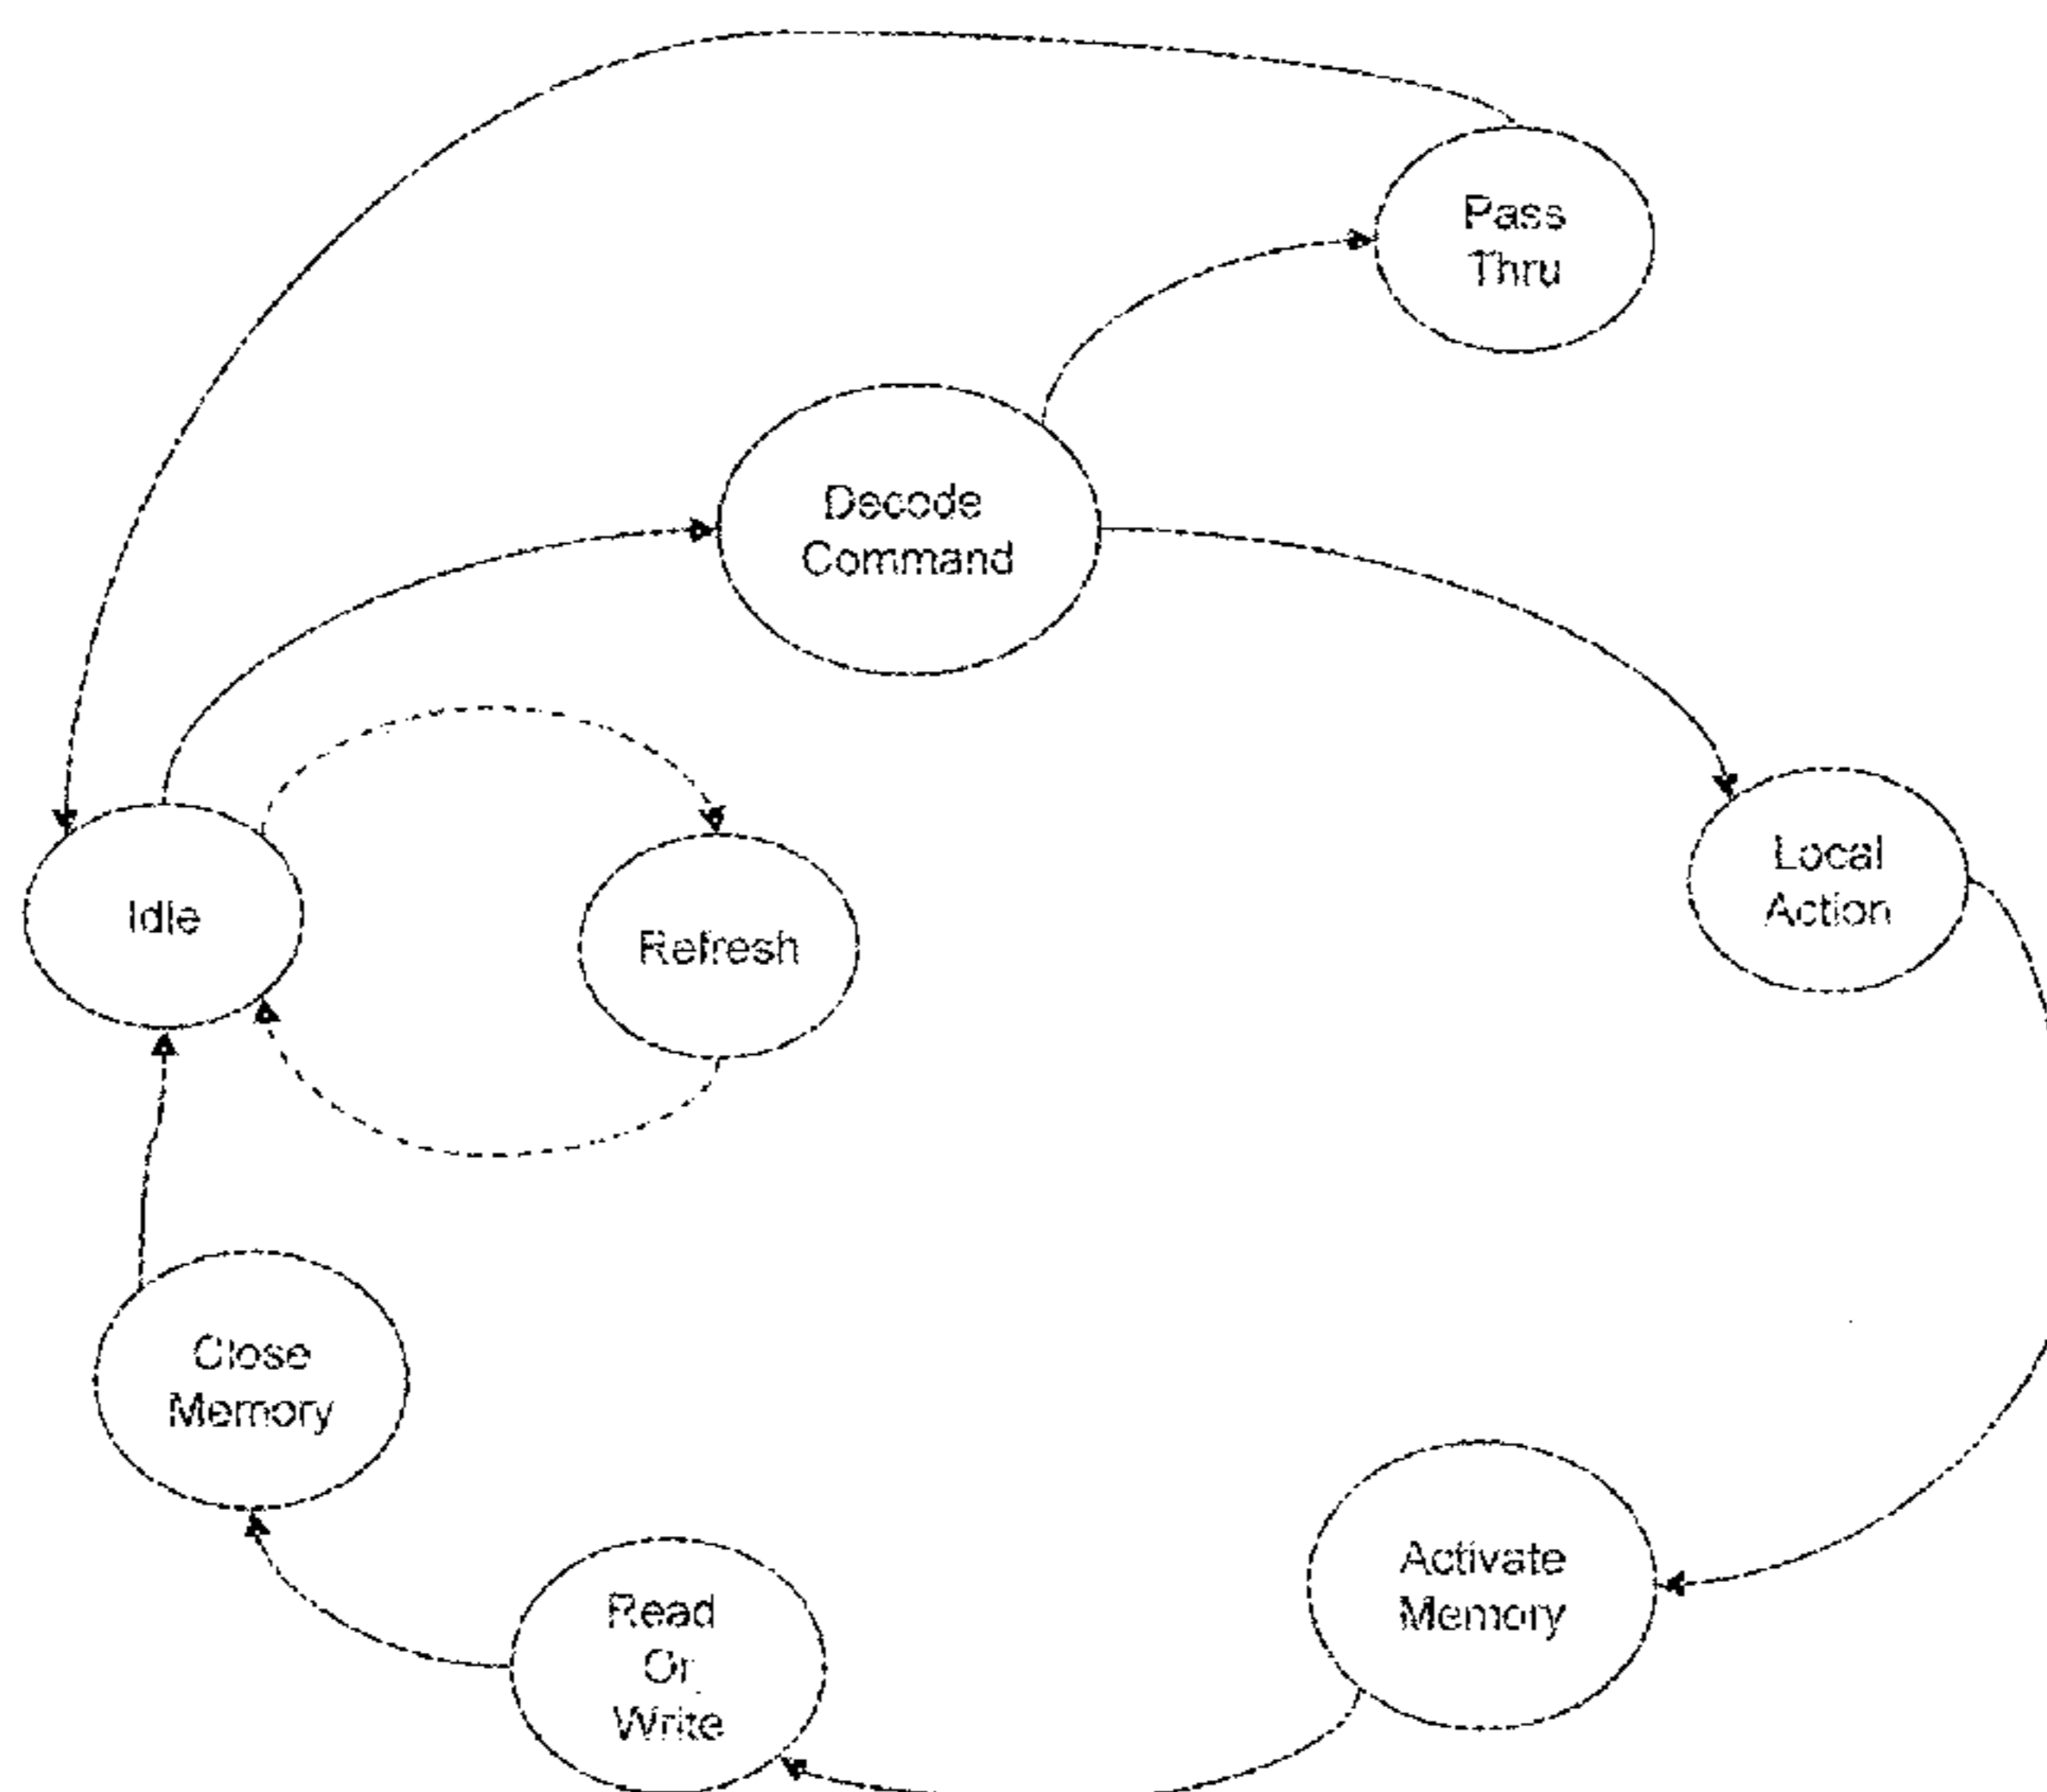 Pass
Thru
Decode
Command
Local
Action
Idle
Refresh
Close
Memory
Activate
Memory
Read
Or
Write